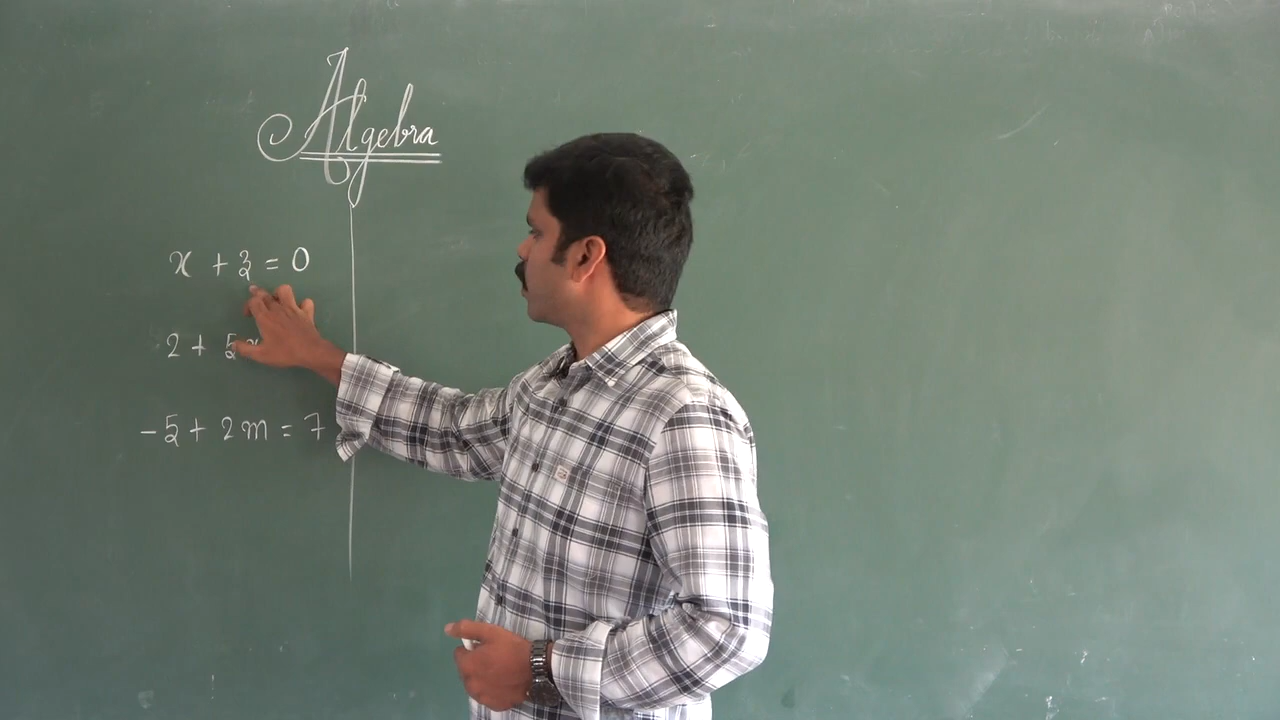 Algebra
x + 3 = 0
2 + 5
-5 + 2m = 7